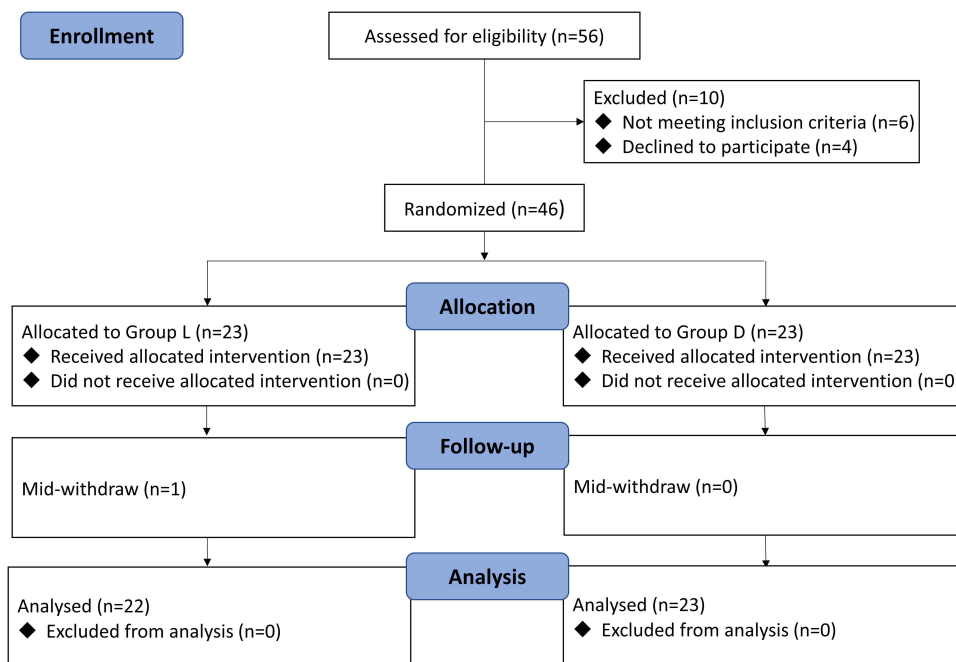 Enrollment
Assessed for eligibility (n=56)
Excluded (n=10)
◆ Not meeting inclusion criteria (n=6)
◆ Declined to participate (n=4)
Randomized (n=46)
Allocation
Allocated to Group L (n=23)
◆ Received allocated intervention (n=23)
◆ Did not receive allocated intervention (n=0)
Allocated to Group D (n=23)
◆ Received allocated intervention (n=23)
◆ Did not receive allocated intervention (n=0
Follow-up
Mid-withdraw (n=1)
Mid-withdraw (n=0)
Analysis
Analysed (n=22)
◆ Excluded from analysis (n=0)
Analysed (n=23)
◆ Excluded from analysis (n=0)